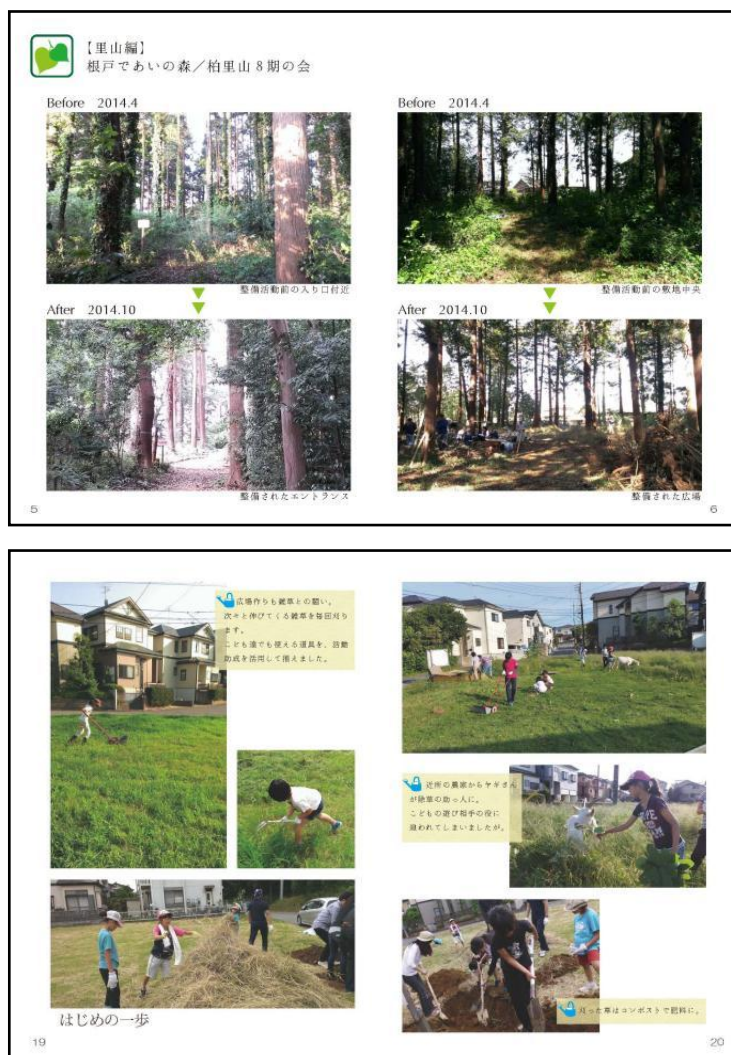 【里山編】
根戸であいの森／柏里山８期の会
Before 2014.4
整備活動前の入り口付近
After 2014.10
整備されたエントランス
5
Before 2014.4
整備活動前の敷地中央
After 2014.10
整備された広場
6
広場作りも雑草との闘い。
次々と伸びてくる雑草を毎回刈り
ます。
こども達でも使える道具を、活動
助成を活用して揃えました。
はじめの一歩
19
近所の農家からヤギさん
が除草の助っ人に。
こどもの遊び相手の役に
追われてしまいましたが。
刈った草はコンポストで肥料に。
20